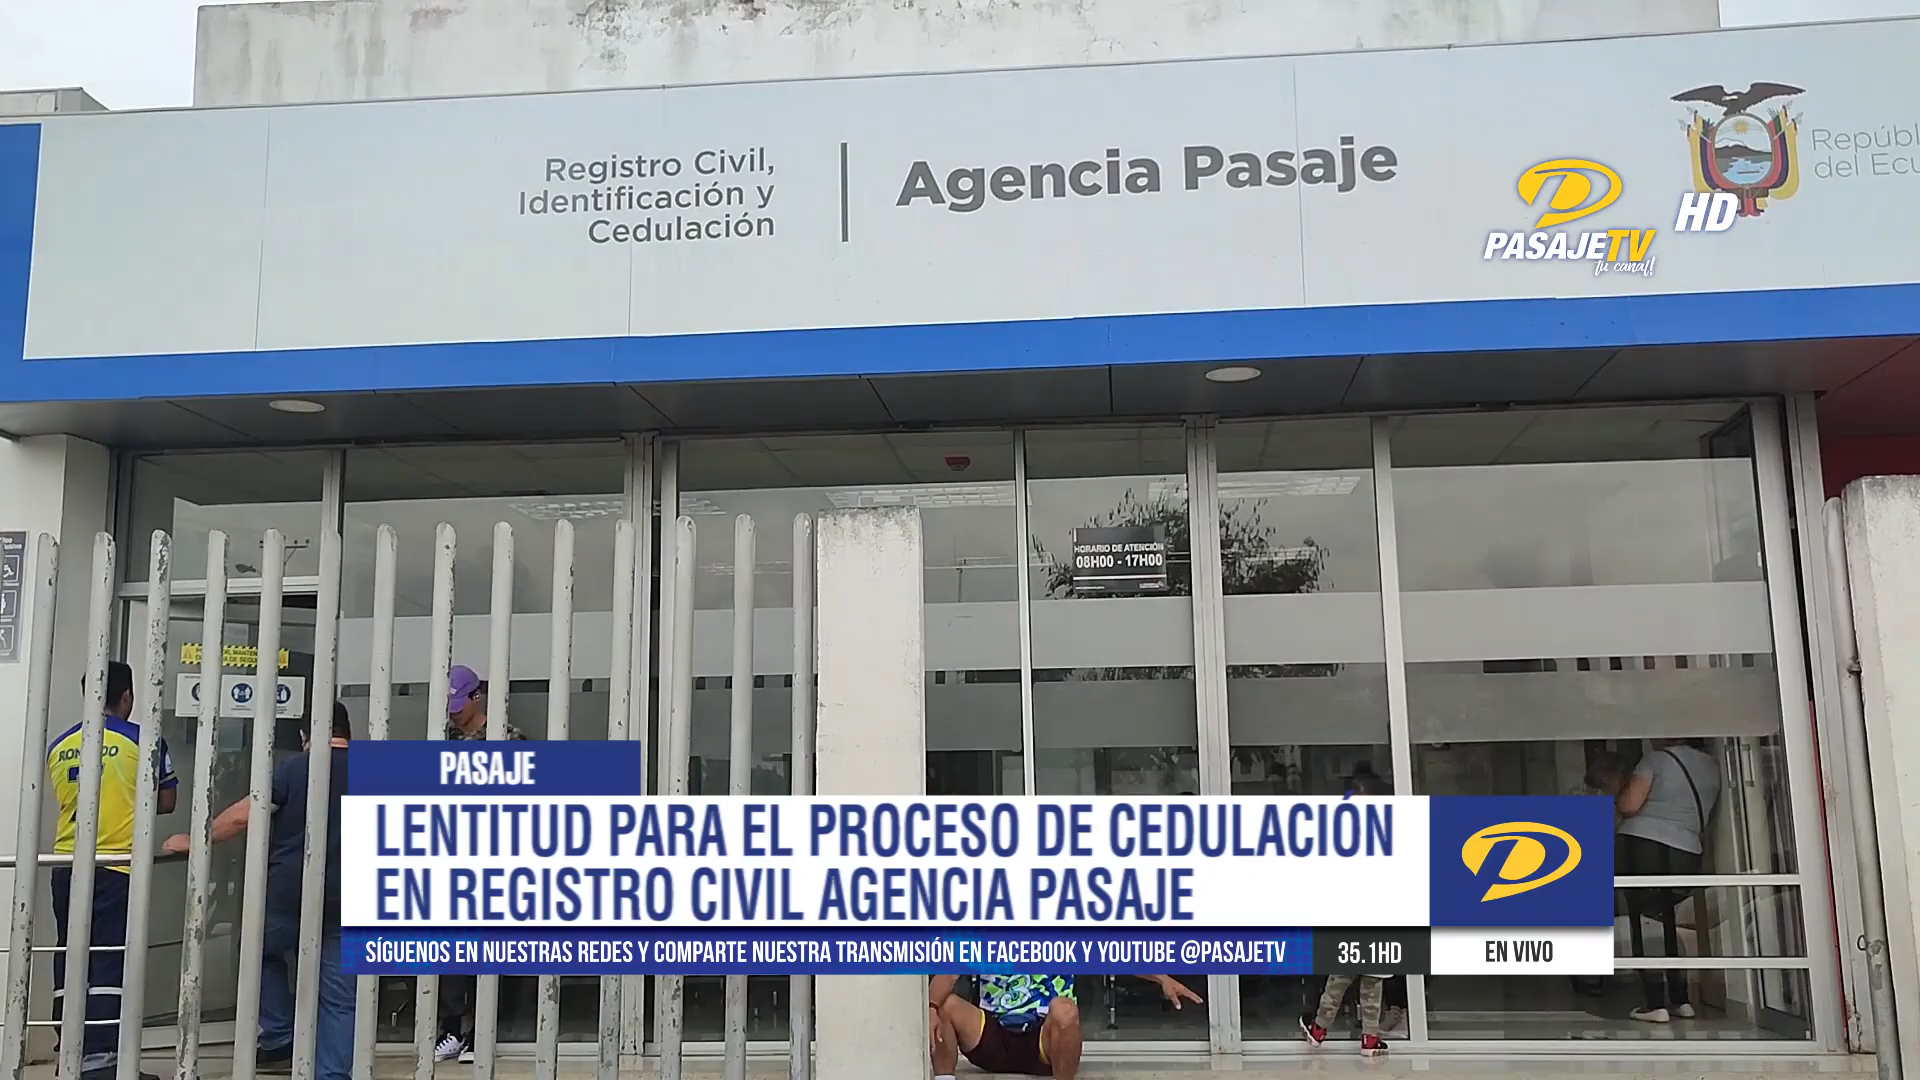 Registro Civil,
Identificación y
Cedulación
Agencia Pasaje
Repúbl
del Ecu
PASAJETV
tu canal!
HD
HORARIO DE ATENCIÓN
08H00 - 17H00
RON DO
PASAJE
LENTITUD PARA EL PROCESO DE CEDULACIÓN
EN REGISTRO CIVIL AGENCIA PASAJE
SÍGUENOS EN NUESTRAS REDES Y COMPARTE NUESTRA TRANSMISIÓN EN FACEBOOK Y YOUTUBE @PASAJETV
35.1HD
EN VIVO